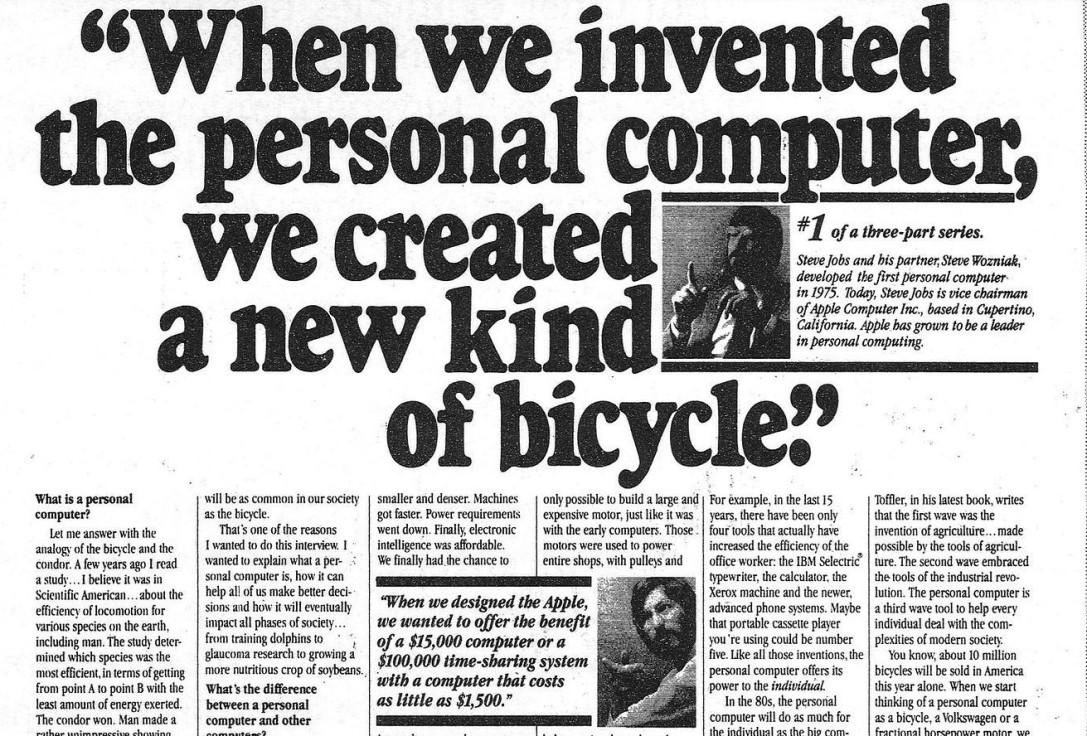 “When we invented
the personal computer,
we created
a new kind
of bicycle.”
#1 of a three-part series.
Steve Jobs and his partner, Steve Wozniak,
developed the first personal computer
in 1975. Today, Steve Jobs is vice chairman
of Apple Computer Inc., based in Cupertino,
California. Apple has grown to be a leader
in personal computing.
What is a personal
computer?
Let me answer with the
analogy of the bicycle and the
condor. A few years ago I read
a study...I believe it was in
Scientific American...about the
efficiency of locomotion for
various species on the earth,
including man. The study deter-
mined which species was the
most efficient, in terms of getting
from point A to point B with the
least amount of energy exerted.
The condor won. Man made a
rather unimpressive showing
will be as common in our society
as the bicycle.
That’s one of the reasons
I wanted to do this interview. I
wanted to explain what a per-
sonal computer is, how it can
help all of us make better deci-
sions and how it will eventually
impact all phases of society...
from training dolphins to
glaucoma research to growing a
more nutritious crop of soybeans.
What’s the difference
between a personal
computer and other
computers?
smaller and denser. Machines
got faster. Power requirements
went down. Finally, electronic
intelligence was affordable.
We finally had the chance to
“When we designed the Apple,
we wanted to offer the benefit
of a $15,000 computer or a
$100,000 time-sharing system
with a computer that costs
as little as $1,500.”
only possible to build a large and
expensive motor, just like it was
with the early computers. Those
motors were used to power
entire shops, with pulleys and
For example, in the last 15
years, there have been only
four tools that actually have
increased the efficiency of the
office worker: the IBM Selectric®
typewriter, the calculator, the
Xerox machine and the newer,
advanced phone systems. Maybe
that portable cassette player
you’re using could be number
five. Like all those inventions, the
personal computer offers its
power to the individual.
In the 80s, the personal
computer will do as much for
the individual as the big com-
Toffler, in his latest book, writes
that the first wave was the
invention of agriculture...made
possible by the tools of agricul-
ture. The second wave embraced
the tools of the industrial revo-
lution. The personal computer is
a third wave tool to help every
individual deal with the com-
plexities of modern society.
You know, about 10 million
bicycles will be sold in America
this year alone. When we start
thinking of a personal computer
as a bicycle, a Volkswagen or a
fractional horsepower motor, we